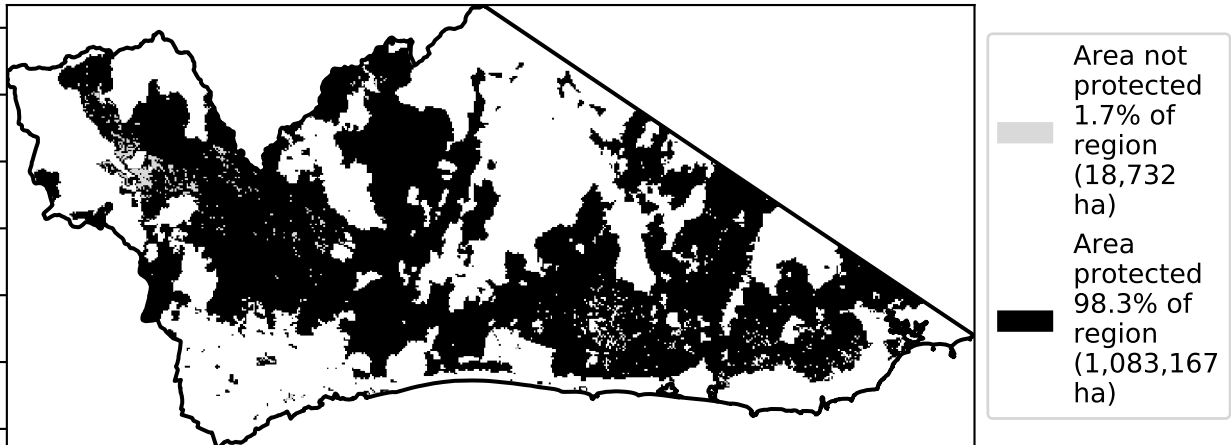 Area not
protected
1.7% of
region
(18,732
ha)
Area
protected
98.3% of
region
(1,083,167
ha)